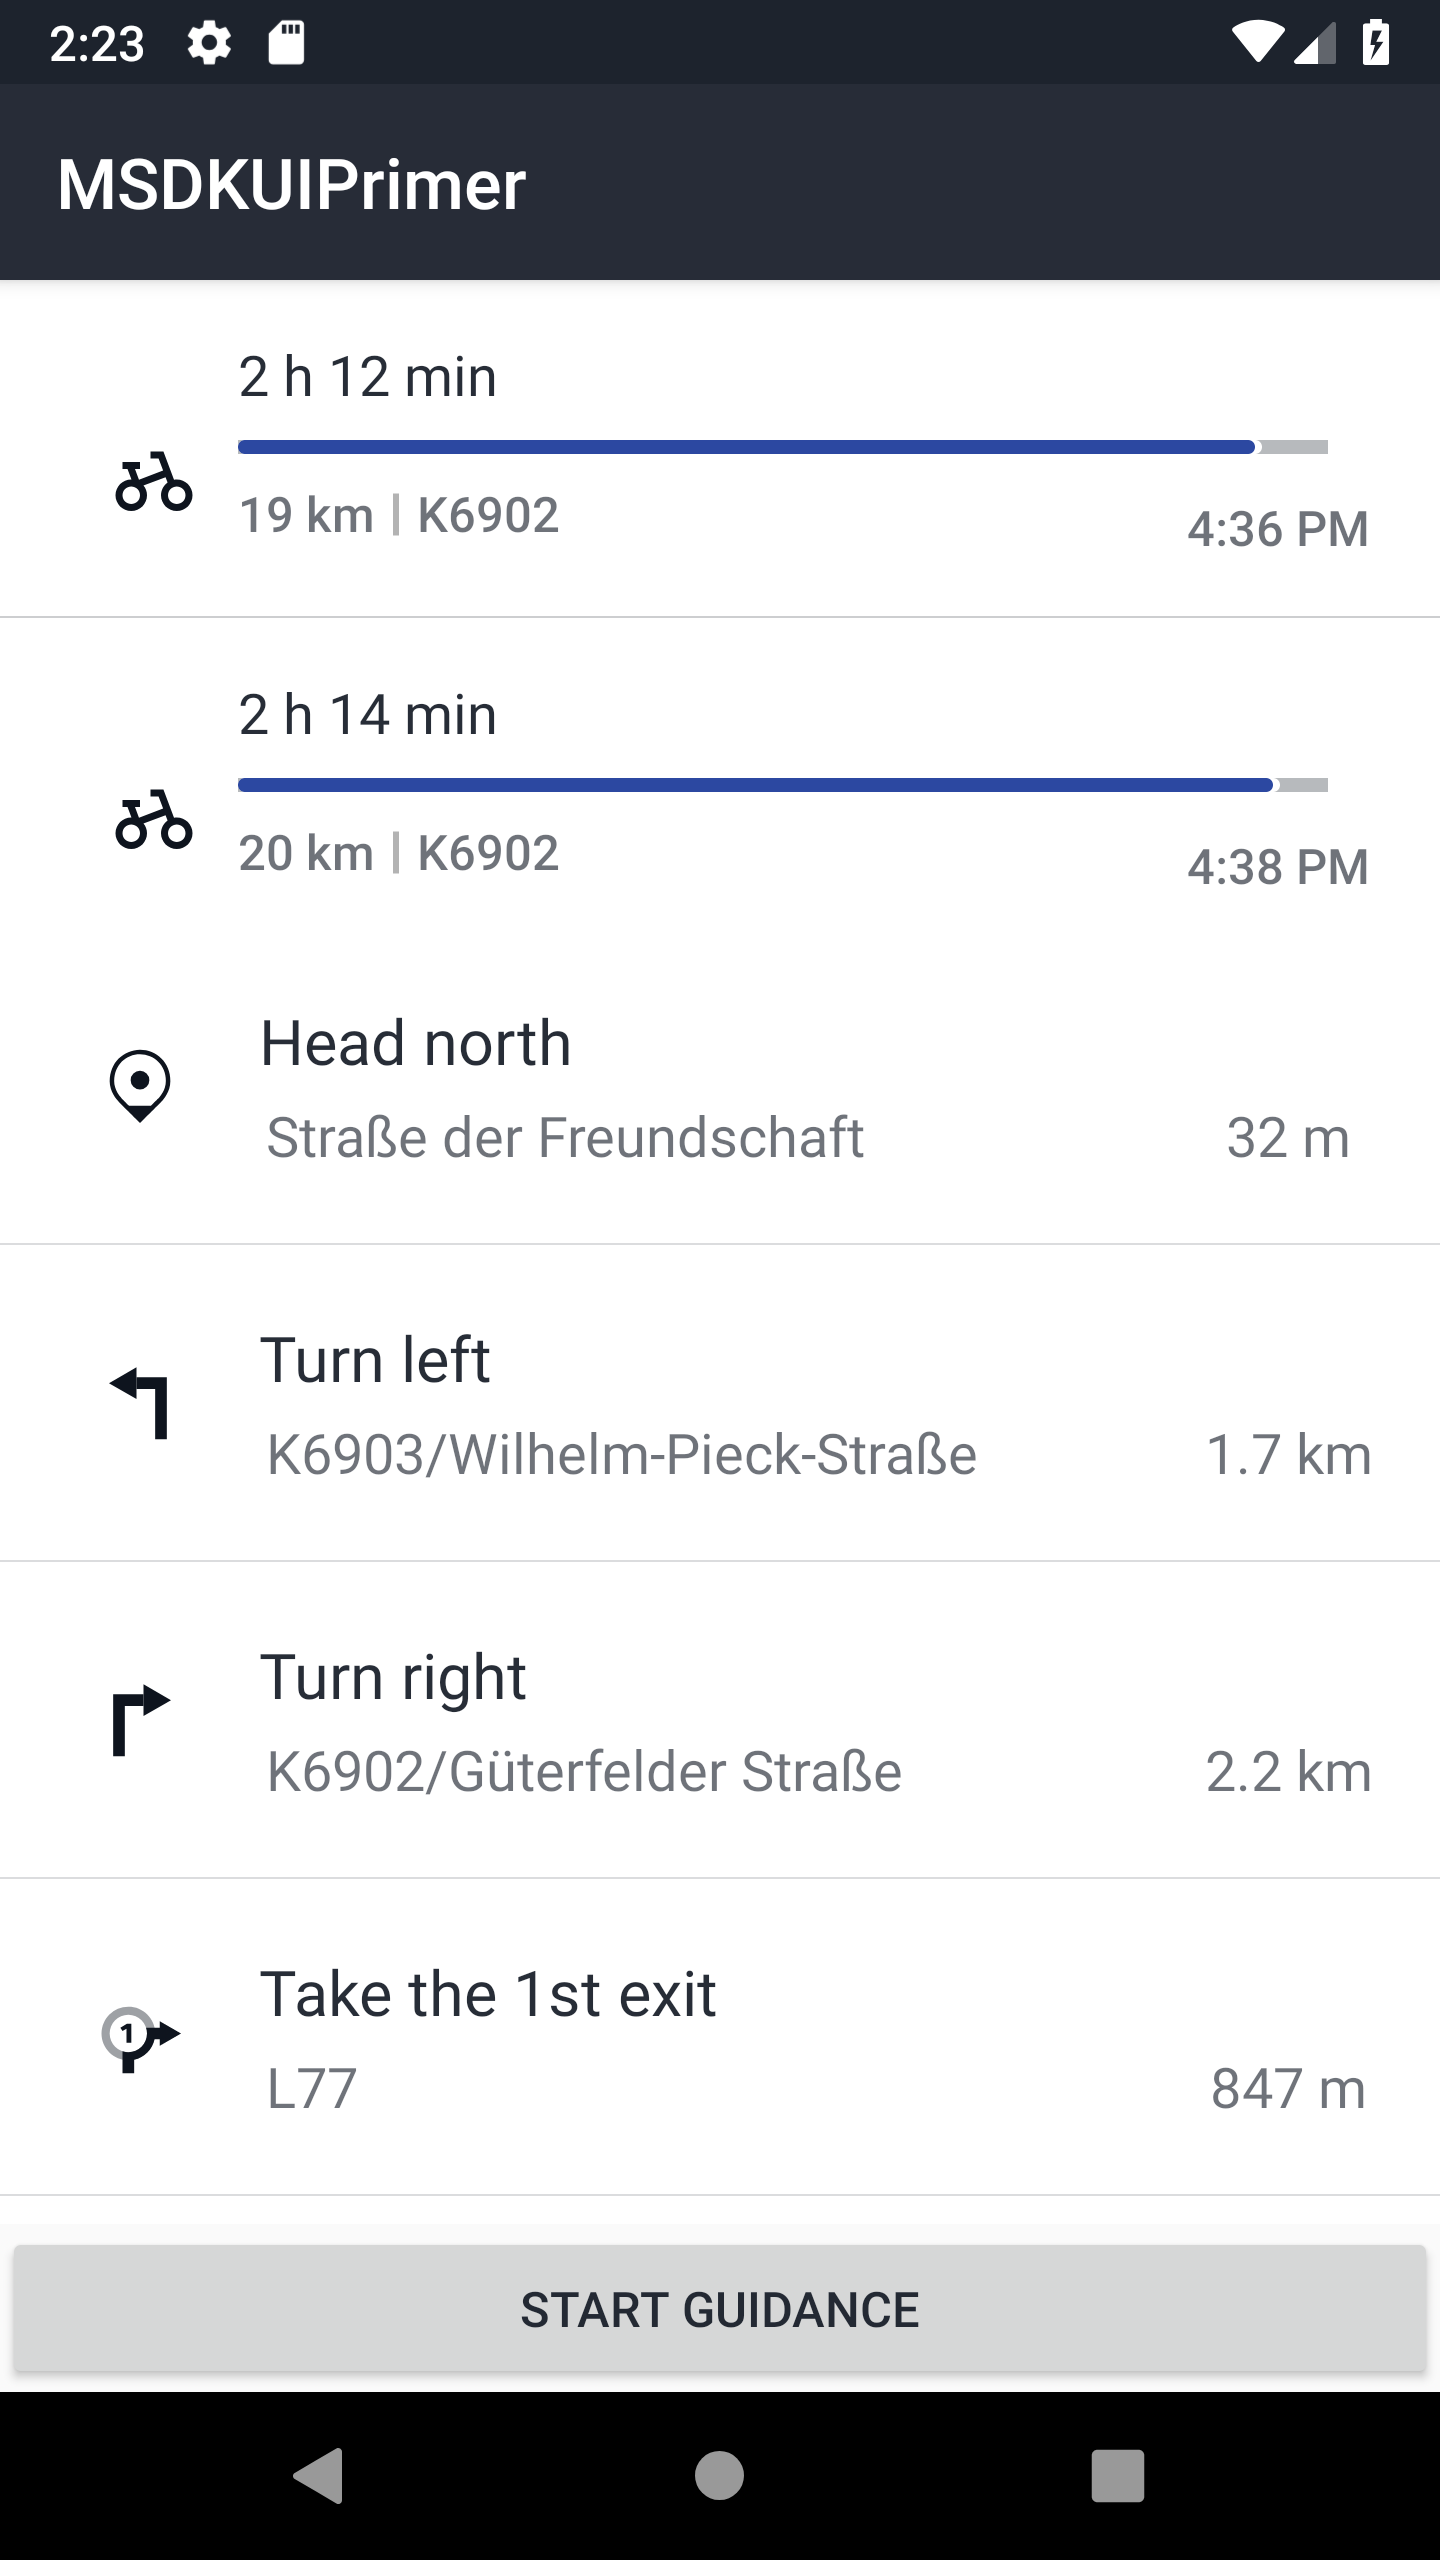 2:23
MSDKUIPrimer
2 h 12 min
19 km | K6902
4:36 PM
2 h 14 min
20 km | K6902
4:38 PM
Head north
Straße der Freundschaft
32 m
Turn left
K6903/Wilhelm-Pieck-Straße
1.7 km
Turn right
K6902/Güterfelder Straße
2.2 km
Take the 1st exit
1
L77
847 m
START GUIDANCE